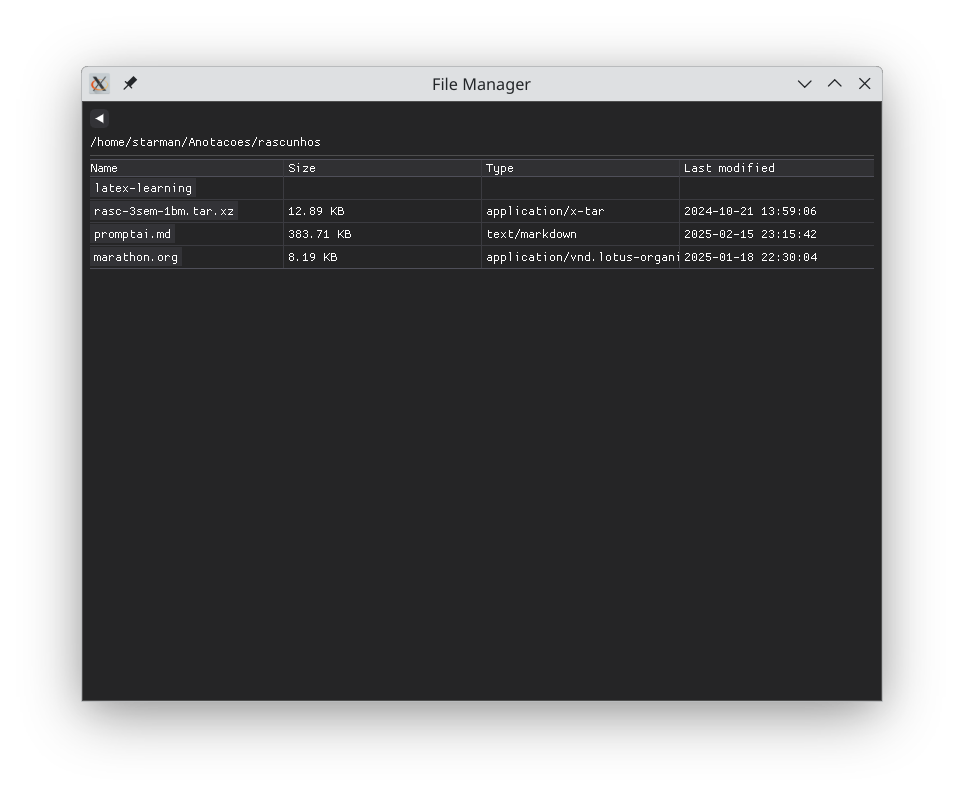 File Manager
/home/starman/Anotacoes/rascunhos
Name Size Type Last modified
latex-learning
rasc-3sem-1bm.tar.xz 12.89 KB application/x-tar 2024-10-21 13:59:06
promptai.md 383.71 KB text/markdown 2025-02-15 23:15:42
marathon.org 8.19 KB application/vnd.lotus-organi 2025-01-18 22:30:04